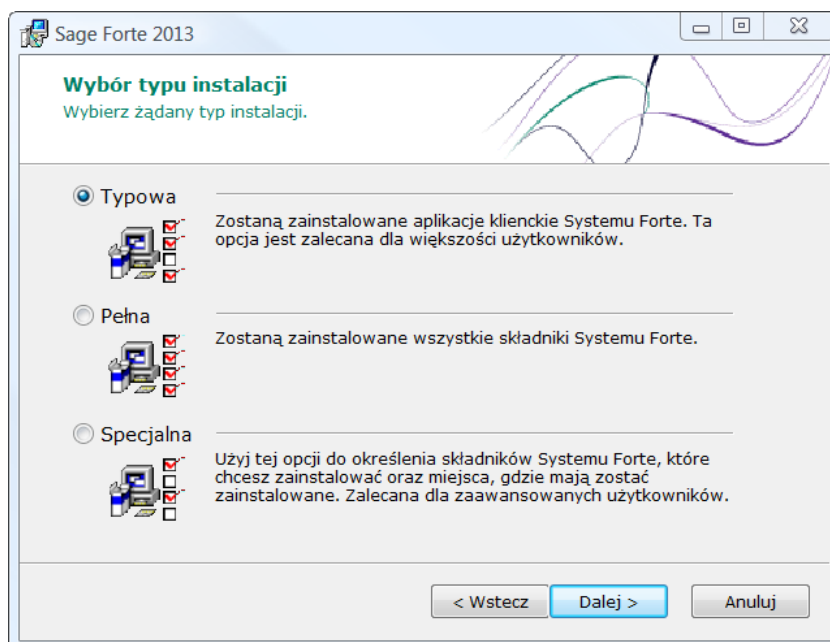 Sage Forte 2013
Wybór typu instalacji
Wybierz żądany typ instalacji.
Typowa
Zostaną zainstalowane aplikacje klienckie Systemu Forte. Ta
opcja jest zalecana dla większości użytkowników.
Pełna
Zostaną zainstalowane wszystkie składniki Systemu Forte.
Specjalna
Użyj tej opcji do określenia składników Systemu Forte, które
chcesz zainstalować oraz miejsca, gdzie mają zostać
zainstalowane. Zalecana dla zaawansowanych użytkowników.
< Wstecz
Dalej >
Anuluj